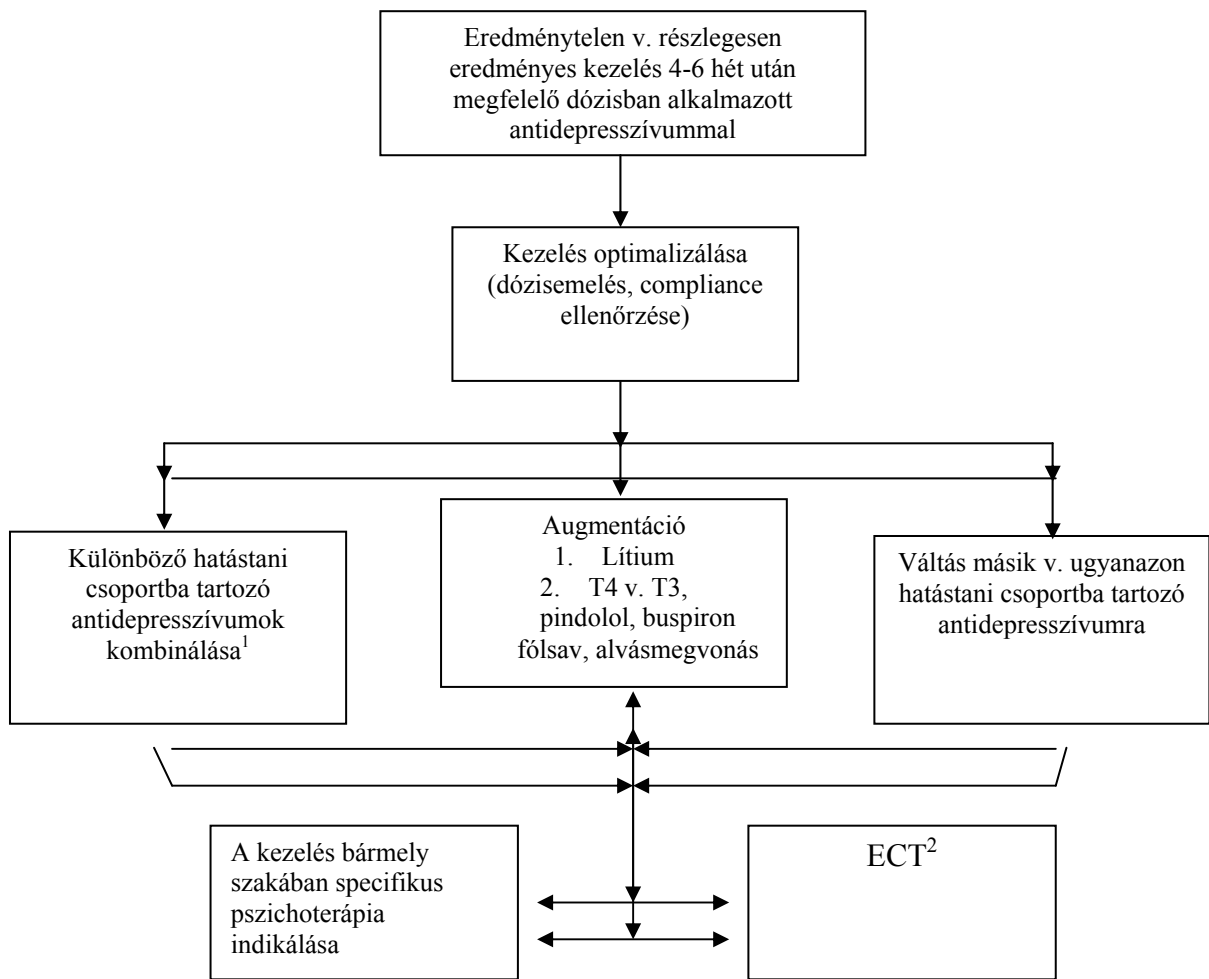 Eredménytelen v. részlegesen
eredményes kezelés 4-6 hét után
megfelelő dózisban alkalmazott
antidepresszívummal
Kezelés optimalizálása
(dózisemelés, compliance
ellenőrzése)
Különböző hatástani
csoportba tartozó
antidepresszívumok
kombinálása¹
Augmentáció
1. Lítium
2. T4 v. T3,
pindolol, buspiron
fólsav, alvásmegvonás
Váltás másik v. ugyanazon
hatástani csoportba tartozó
antidepresszívumra
A kezelés bármely
szakában specifikus
pszichoterápia
indikálása
ECT²